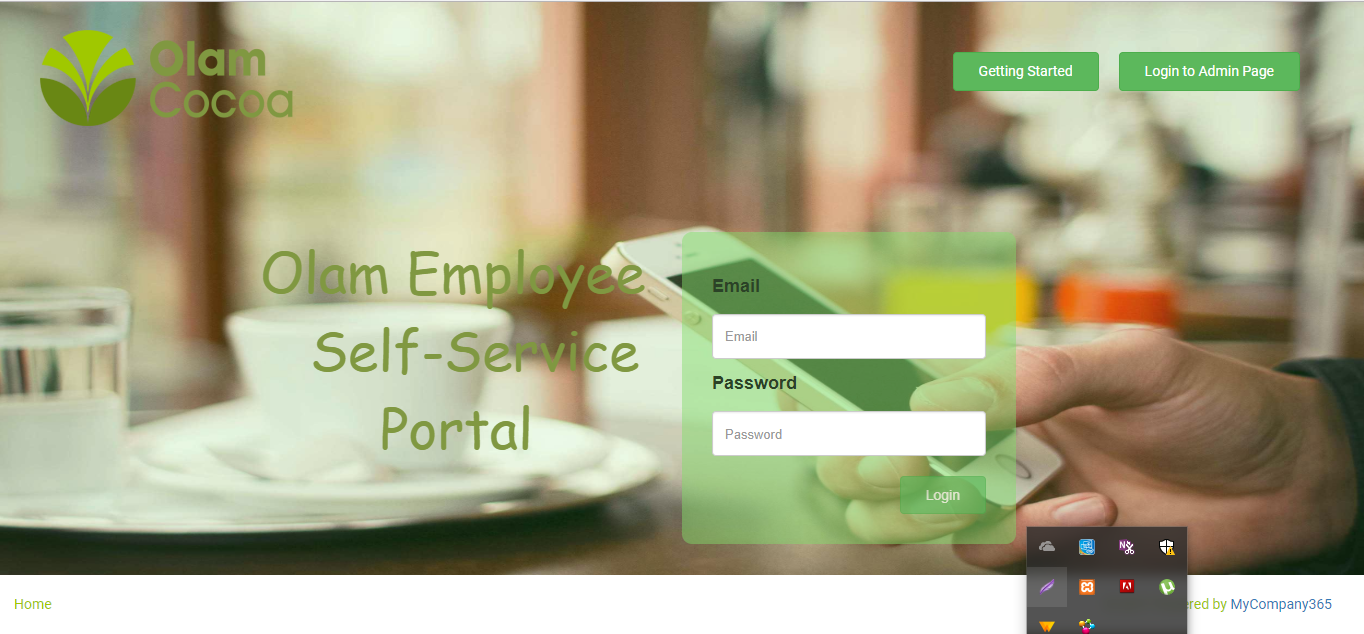 Olam
Cocoa
Getting Started
Login to Admin Page
Olam Employee
Self-Service
Portal
Email
Email
Password
Password
Login
Home
ered by MyCompany365